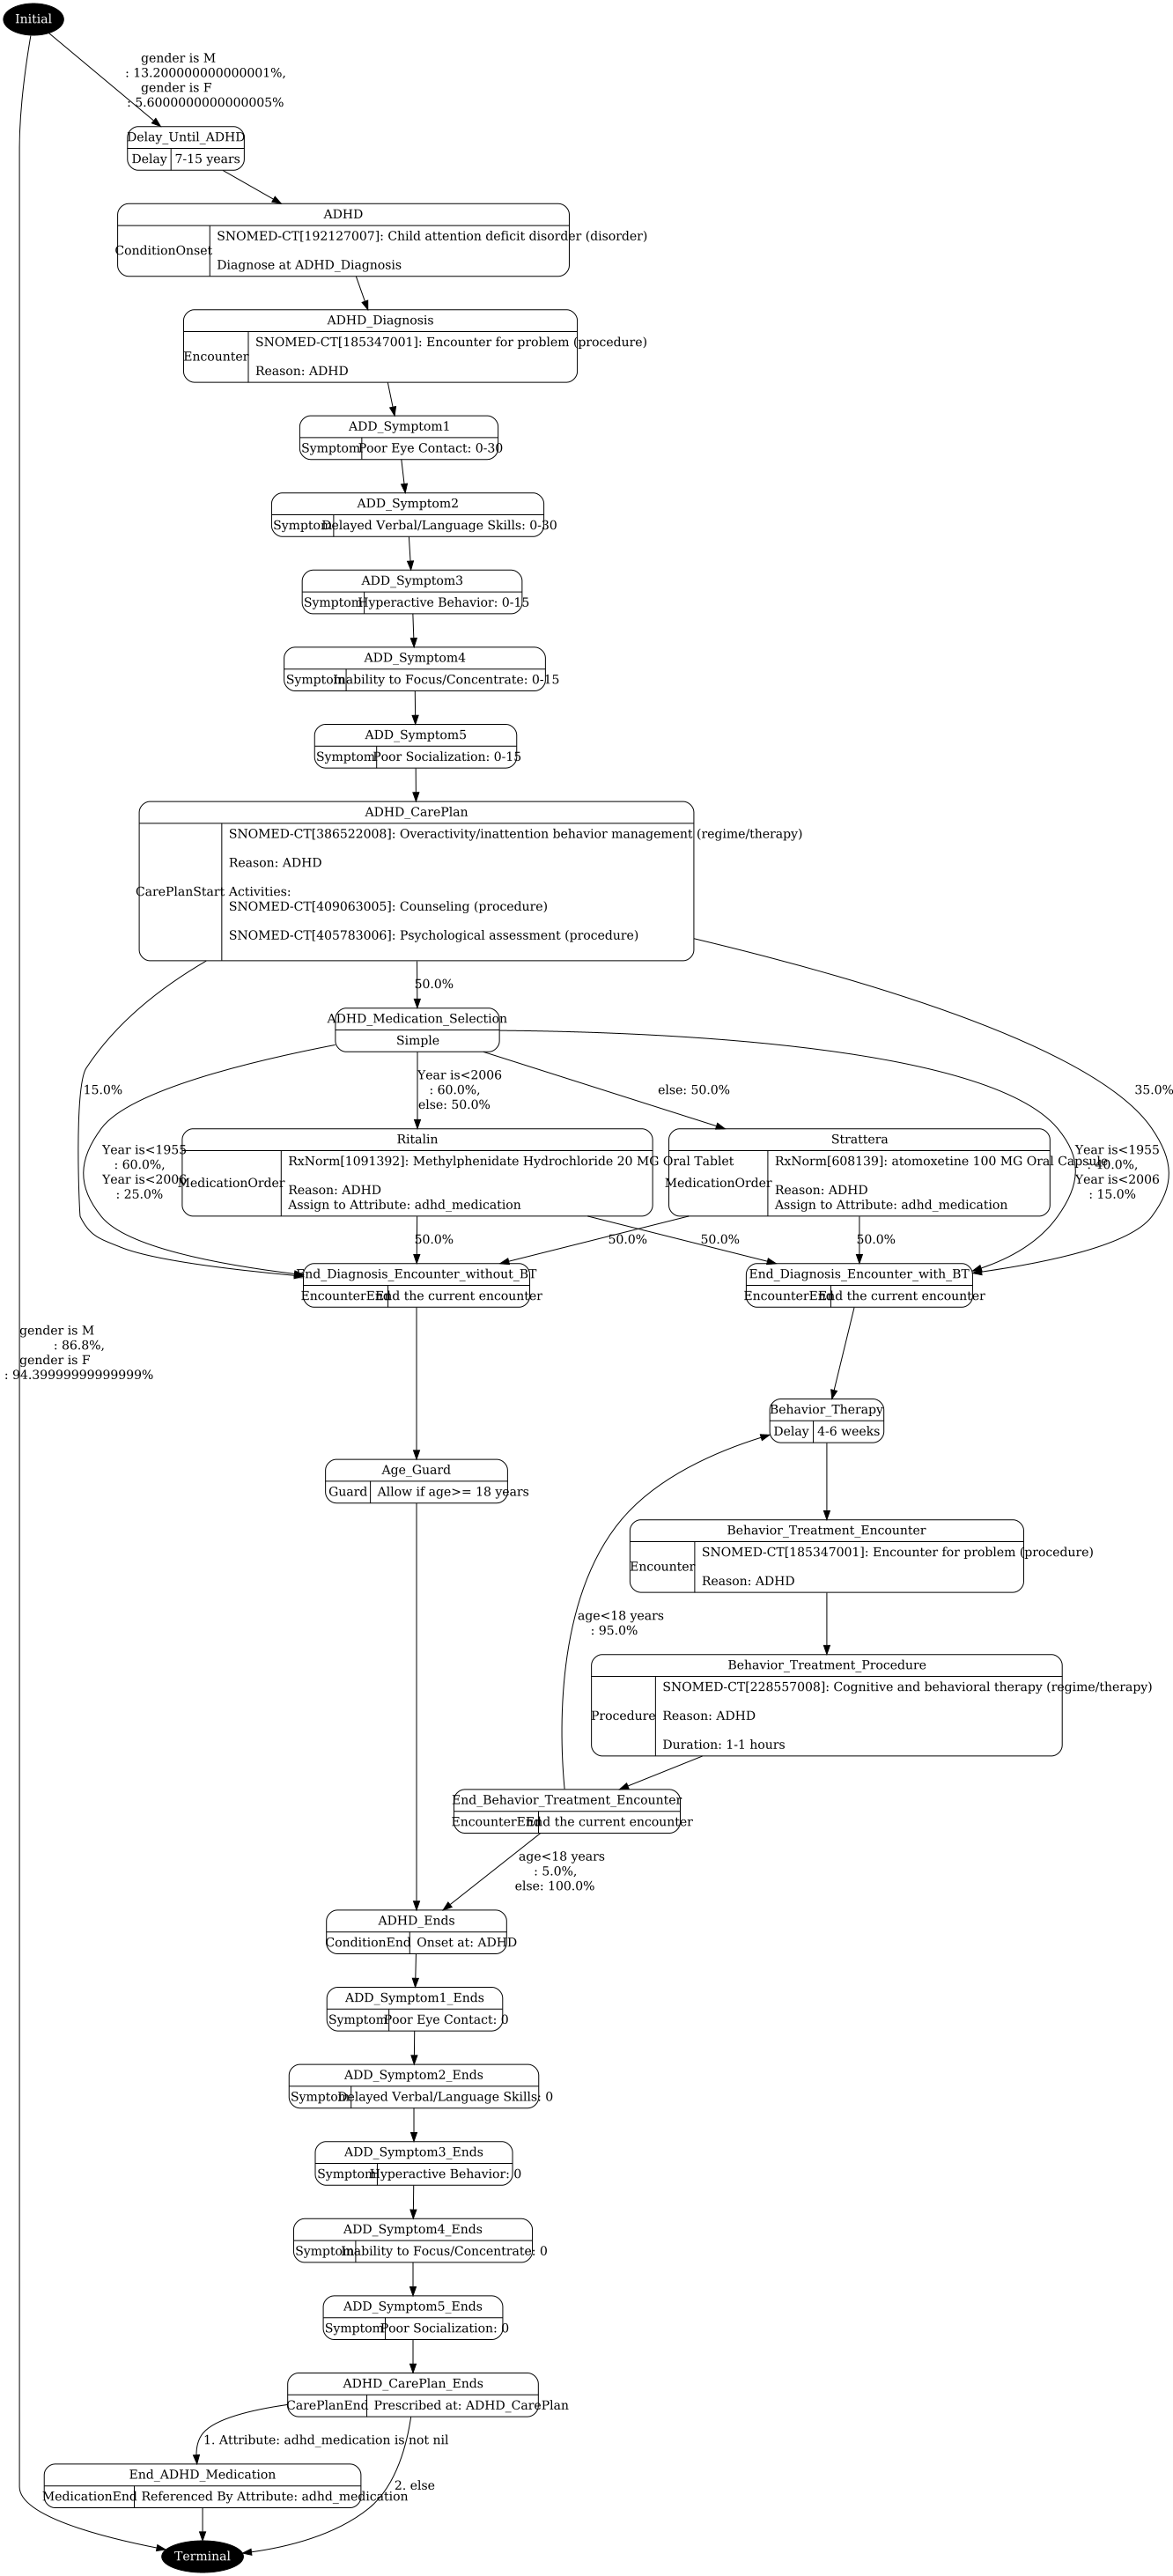 Initial
gender is M
: 13.200000000000001%,
gender is F
: 5.6000000000000005%
Delay_Until_ADHD
Delay 7-15 years
ADHD
ConditionOnset
SNOMED-CT[192127007]: Child attention deficit disorder (disorder)
Diagnose at ADHD_Diagnosis
ADHD_Diagnosis
Encounter
SNOMED-CT[185347001]: Encounter for problem (procedure)
Reason: ADHD
ADD_Symptom1
Symptom Poor Eye Contact: 0-30
ADD_Symptom2
Symptom Delayed Verbal/Language Skills: 0-30
ADD_Symptom3
Symptom Hyperactive Behavior: 0-15
ADD_Symptom4
Symptom Inability to Focus/Concentrate: 0-15
ADD_Symptom5
Symptom Poor Socialization: 0-15
ADHD_CarePlan
CarePlanStart
SNOMED-CT[386522008]: Overactivity/inattention behavior management (regime/therapy)
Reason: ADHD
Activities:
SNOMED-CT[409063005]: Counseling (procedure)
SNOMED-CT[405783006]: Psychological assessment (procedure)
50.0%
ADHD_Medication_Selection
Simple
15.0%
Year is<2006
: 60.0%,
else: 50.0%
else: 50.0%
35.0%
Year is<1955
: 60.0%,
Year is<2006
: 25.0%
Ritalin
MedicationOrder
RxNorm[1091392]: Methylphenidate Hydrochloride 20 MG Oral Tablet
Reason: ADHD
Assign to Attribute: adhd_medication
Strattera
MedicationOrder
RxNorm[608139]: atomoxetine 100 MG Oral Capsule
Reason: ADHD
Assign to Attribute: adhd_medication
Year is<1955
: 40.0%,
Year is<2006
: 15.0%
50.0%
50.0%
50.0%
50.0%
End_Diagnosis_Encounter_without_BT
EncounterEnd End the current encounter
End_Diagnosis_Encounter_with_BT
EncounterEnd End the current encounter
gender is M
: 86.8%,
gender is F
: 94.39999999999999%
Behavior_Therapy
Delay 4-6 weeks
Age_Guard
Guard Allow if age>= 18 years
Behavior_Treatment_Encounter
Encounter
SNOMED-CT[185347001]: Encounter for problem (procedure)
Reason: ADHD
age<18 years
: 95.0%
Behavior_Treatment_Procedure
Procedure
SNOMED-CT[228557008]: Cognitive and behavioral therapy (regime/therapy)
Reason: ADHD
Duration: 1-1 hours
End_Behavior_Treatment_Encounter
EncounterEnd End the current encounter
age<18 years
: 5.0%,
else: 100.0%
ADHD_Ends
ConditionEnd Onset at: ADHD
ADD_Symptom1_Ends
Symptom Poor Eye Contact: 0
ADD_Symptom2_Ends
Symptom Delayed Verbal/Language Skills: 0
ADD_Symptom3_Ends
Symptom Hyperactive Behavior: 0
ADD_Symptom4_Ends
Symptom Inability to Focus/Concentrate: 0
ADD_Symptom5_Ends
Symptom Poor Socialization: 0
ADHD_CarePlan_Ends
CarePlanEnd Prescribed at: ADHD_CarePlan
1. Attribute: adhd_medication is not nil
End_ADHD_Medication
MedicationEnd Referenced By Attribute: adhd_medication
2. else
Terminal